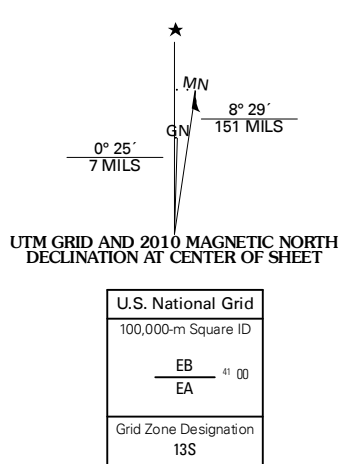 ★
MN
8° 29´
151 MILS
GN
0° 25´
7 MILS
UTM GRID AND 2010 MAGNETIC NORTH
DECLINATION AT CENTER OF SHEET
U.S. National Grid
100,000-m Square ID
EB
41 00
EA
Grid Zone Designation
13S